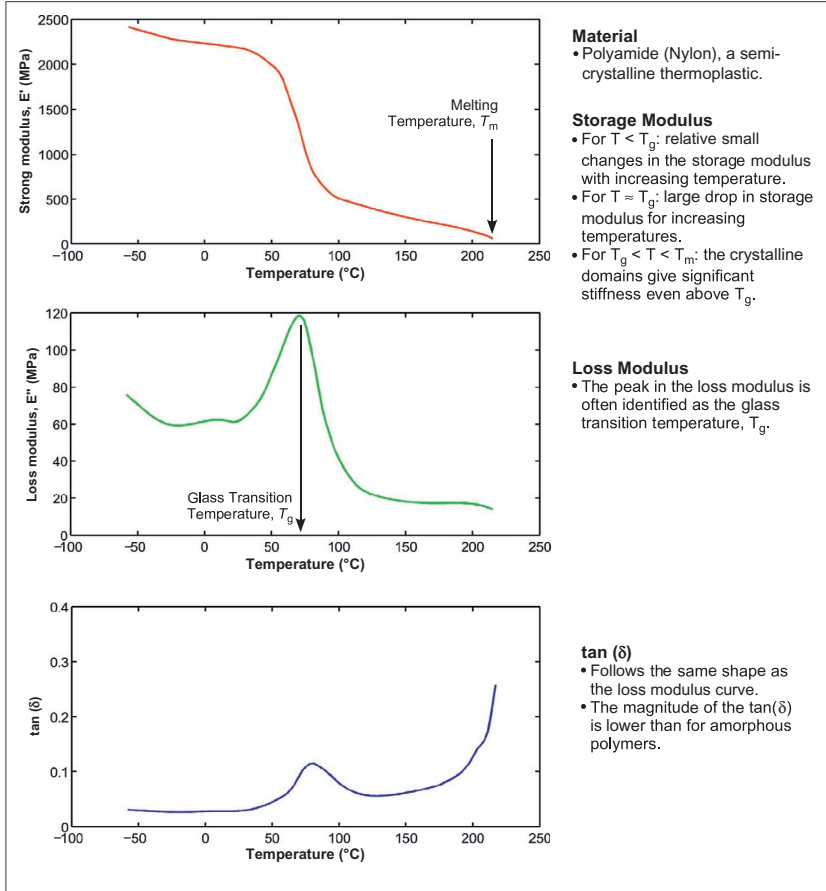 2500
2000
1500
1000
500
0
Strong modulus, E' (MPa)
Melting
Temperature, Tm
−100 −50 0 50 100 150 200 250
Temperature (°C)
Material
• Polyamide (Nylon), a semi-
crystalline thermoplastic.
Storage Modulus
• For T < Tg: relative small
changes in the storage modulus
with increasing temperature.
• For T ≈ Tg: large drop in storage
modulus for increasing
temperatures.
• For Tg < T < Tm: the crystalline
domains give significant
stiffness even above Tg.
120
100
80
60
40
20
0
Loss modulus, E" (MPa)
Glass Transition
Temperature, Tg
−100 −50 0 50 100 150 200 250
Temperature (°C)
Loss Modulus
• The peak in the loss modulus is
often identified as the glass
transition temperature, Tg.
0.4
0.3
0.2
0.1
0
tan (δ)
−100 −50 0 50 100 150 200 250
Temperature (°C)
tan (δ)
• Follows the same shape as
the loss modulus curve.
• The magnitude of the tan(δ)
is lower than for amorphous
polymers.